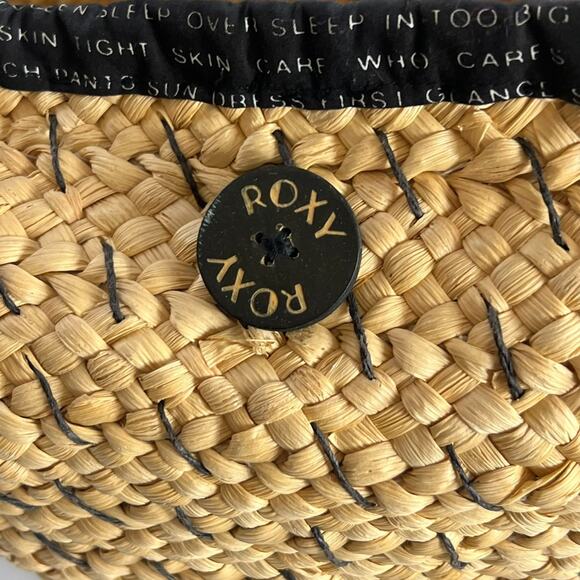 SLEEP OVER SLEEP IN TOO BIG
SKIN TIGHT SKIN CARE WHO CARES
CH PANTS SUN DRESS FIRST GLANCE S
ROXY
ROXY